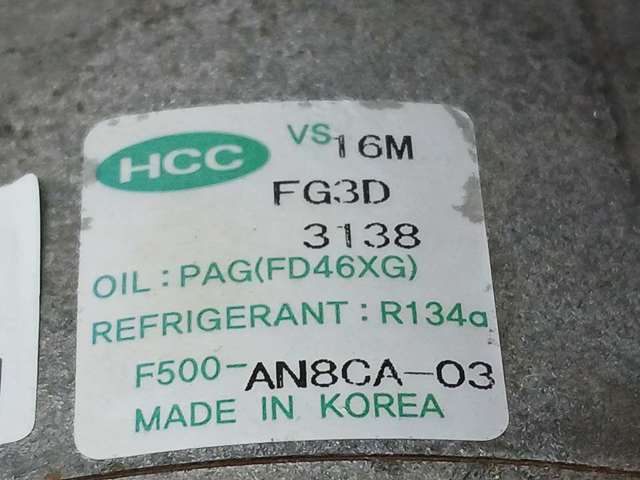 HCC VS16M
FG3D
3138
OIL : PAG(FD46XG)
REFRIGERANT : R134a
F500-AN8CA-03
MADE IN KOREA